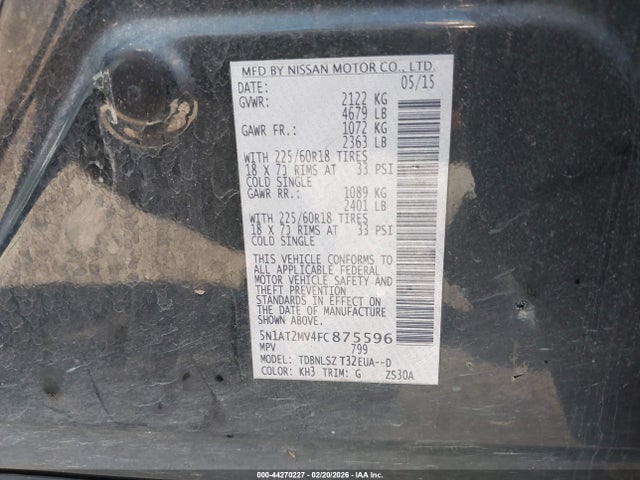 MFD BY NISSAN MOTOR CO., LTD.
DATE: 05/15
GVWR: 2122 KG
4679 LB
GAWR FR.: 1072 KG
2363 LB
WITH 225/60R18 TIRES
18 X 7J RIMS AT 33 PSI
COLD SINGLE
GAWR RR.: 1089 KG
2401 LB
WITH 225/60R18 TIRES
18 X 7J RIMS AT 33 PSI
COLD SINGLE
THIS VEHICLE CONFORMS TO
ALL APPLICABLE FEDERAL
MOTOR VEHICLE SAFETY AND
THEFT PREVENTION
STANDARDS IN EFFECT ON
THE DATE OF MANUFACTURE
SHOWN ABOVE.
5N1AT2MV4FC875596
MPV 799
MODEL: TDBNLSZ T32EUA--D
COLOR: KH3 TRIM: G ZS30A
000-44270227 - 02/20/2026 - IAA Inc.